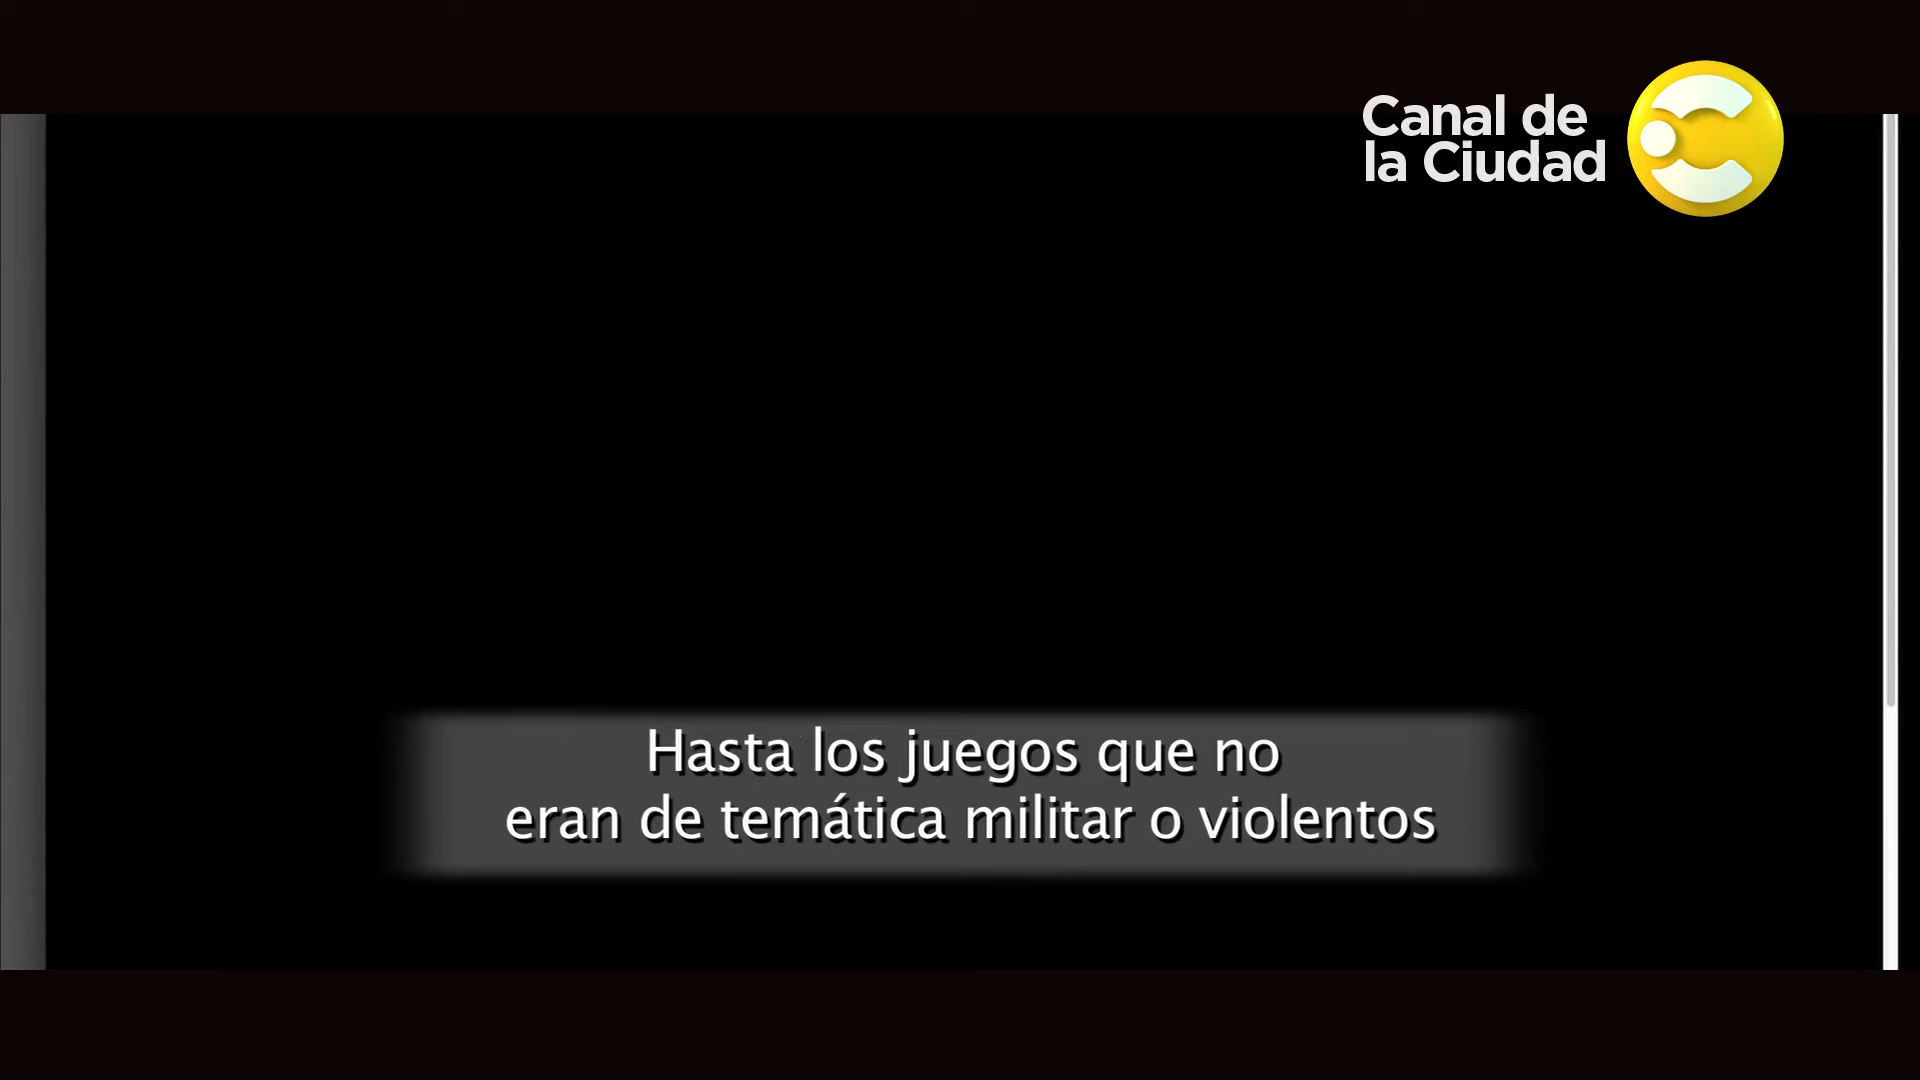 Canal de
la Ciudad
Hasta los juegos que no
eran de temática militar o violentos